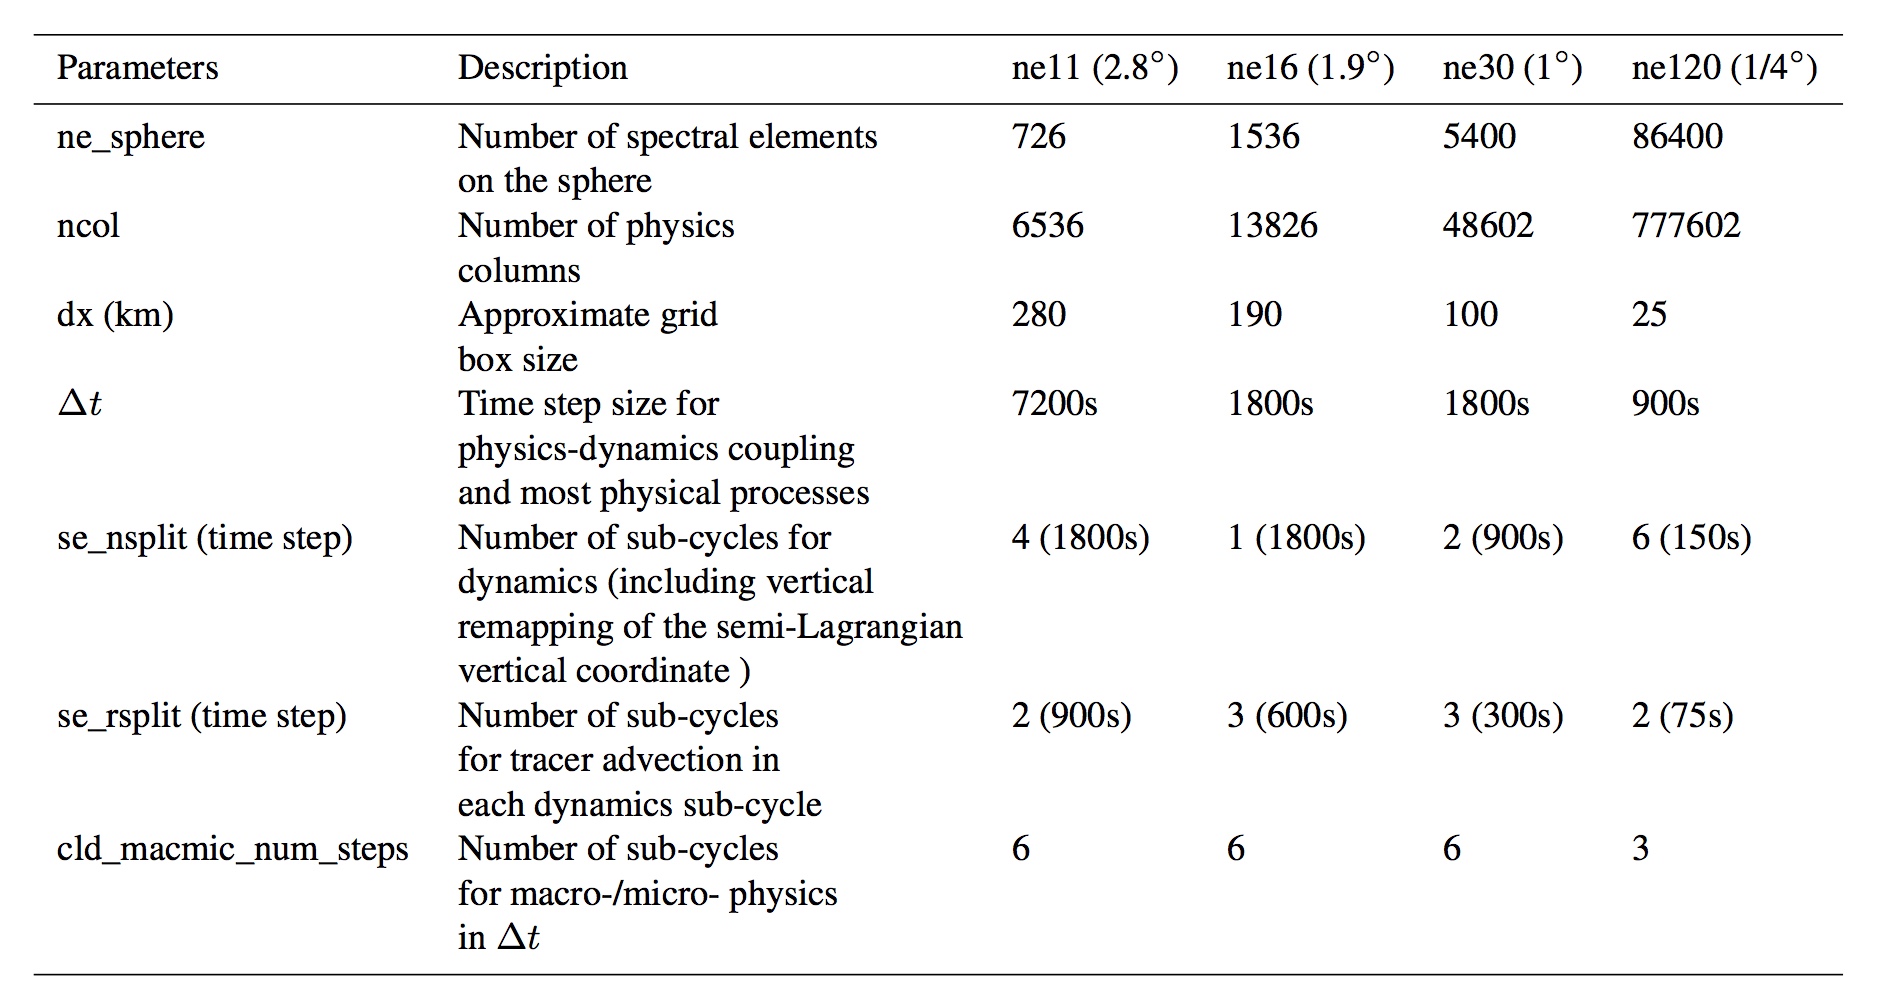 Parameters Description ne11 (2.8°) ne16 (1.9°) ne30 (1°) ne120 (1/4°)
ne_sphere Number of spectral elements 726 1536 5400 86400
on the sphere
ncol Number of physics 6536 13826 48602 777602
columns
dx (km) Approximate grid 280 190 100 25
box size
Δt Time step size for 7200s 1800s 1800s 900s
physics-dynamics coupling
and most physical processes
se_nsplit (time step) Number of sub-cycles for 4 (1800s) 1 (1800s) 2 (900s) 6 (150s)
dynamics (including vertical
remapping of the semi-Lagrangian
vertical coordinate )
se_rsplit (time step) Number of sub-cycles 2 (900s) 3 (600s) 3 (300s) 2 (75s)
for tracer advection in
each dynamics sub-cycle
cld_macmic_num_steps Number of sub-cycles 6 6 6 3
for macro-/micro- physics
in Δt